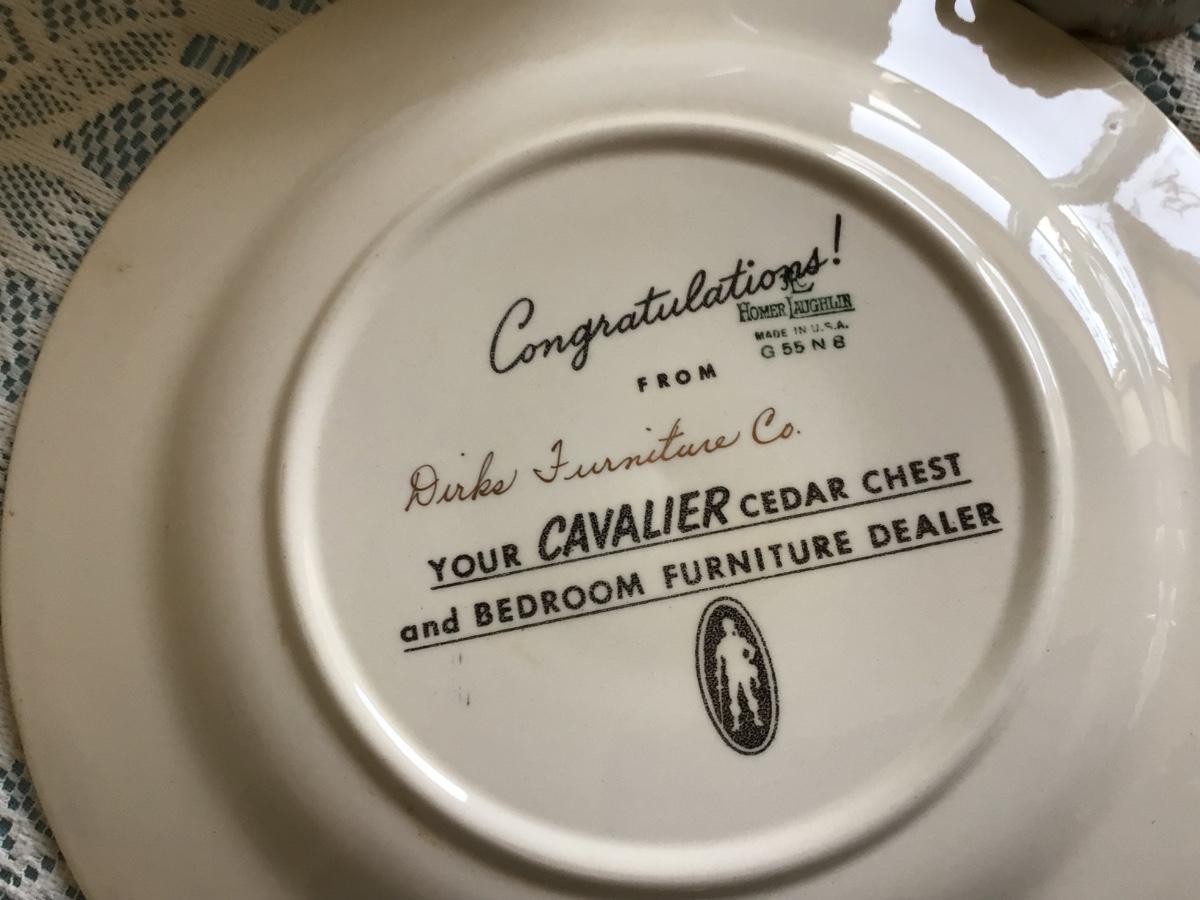 Congratulations!
HLC
HOMER LAUGHLIN
MADE IN U.S.A.
G 55 N 8
FROM
Dirks Furniture Co.
YOUR CAVALIER CEDAR CHEST
and BEDROOM FURNITURE DEALER